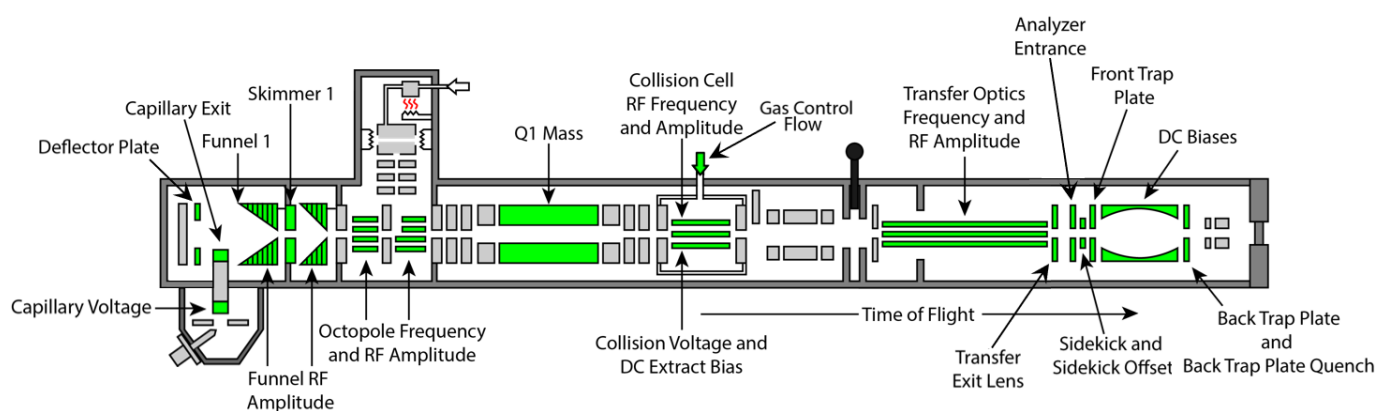 Deflector Plate
Capillary Exit
Funnel 1
Skimmer 1
Q1 Mass
Collision Cell
RF Frequency
and Amplitude
Gas Control
Flow
Transfer Optics
Frequency and
RF Amplitude
Analyzer
Entrance
Front Trap
Plate
DC Biases
Capillary Voltage
Funnel RF
Amplitude
Octopole Frequency
and RF Amplitude
Collision Voltage and
DC Extract Bias
Time of Flight
Transfer
Exit Lens
Sidekick and
Sidekick Offset
Back Trap Plate
and
Back Trap Plate Quench